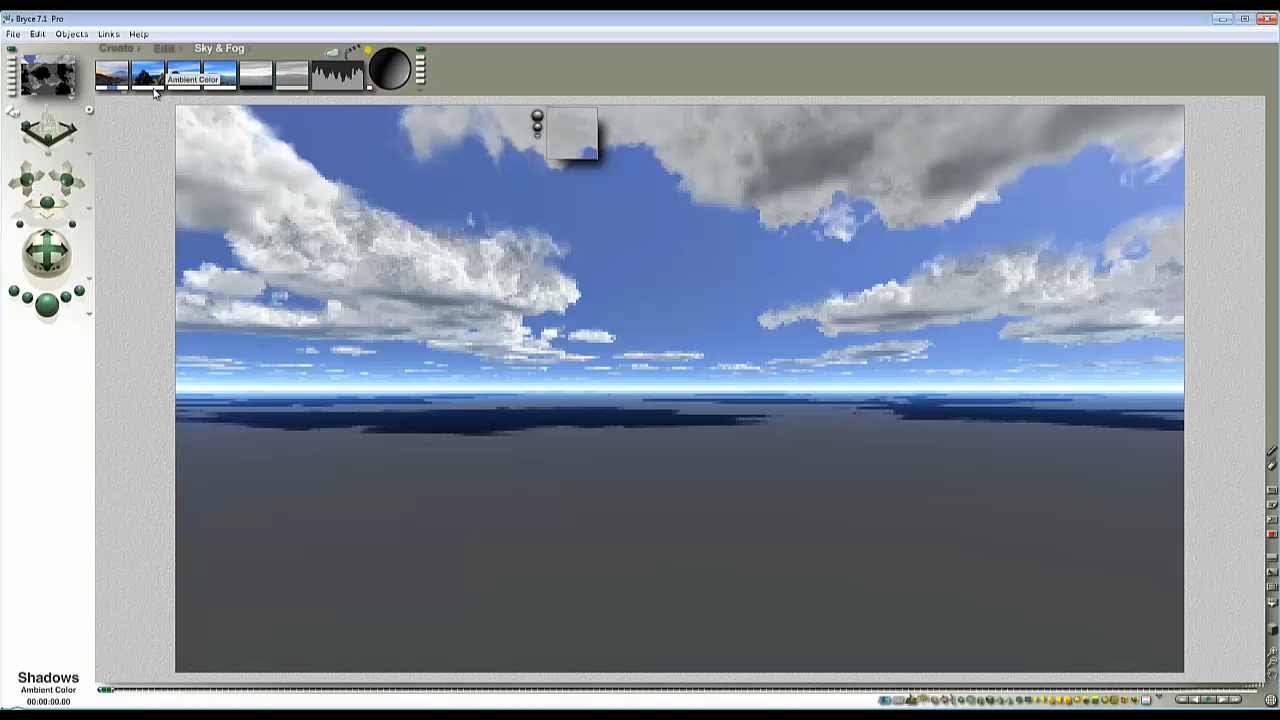 Bryce 7.1 Pro
File Edit Objects Links Help
Create Edit Sky & Fog
Ambient Color
Shadows
Ambient Color
00:00:00.00